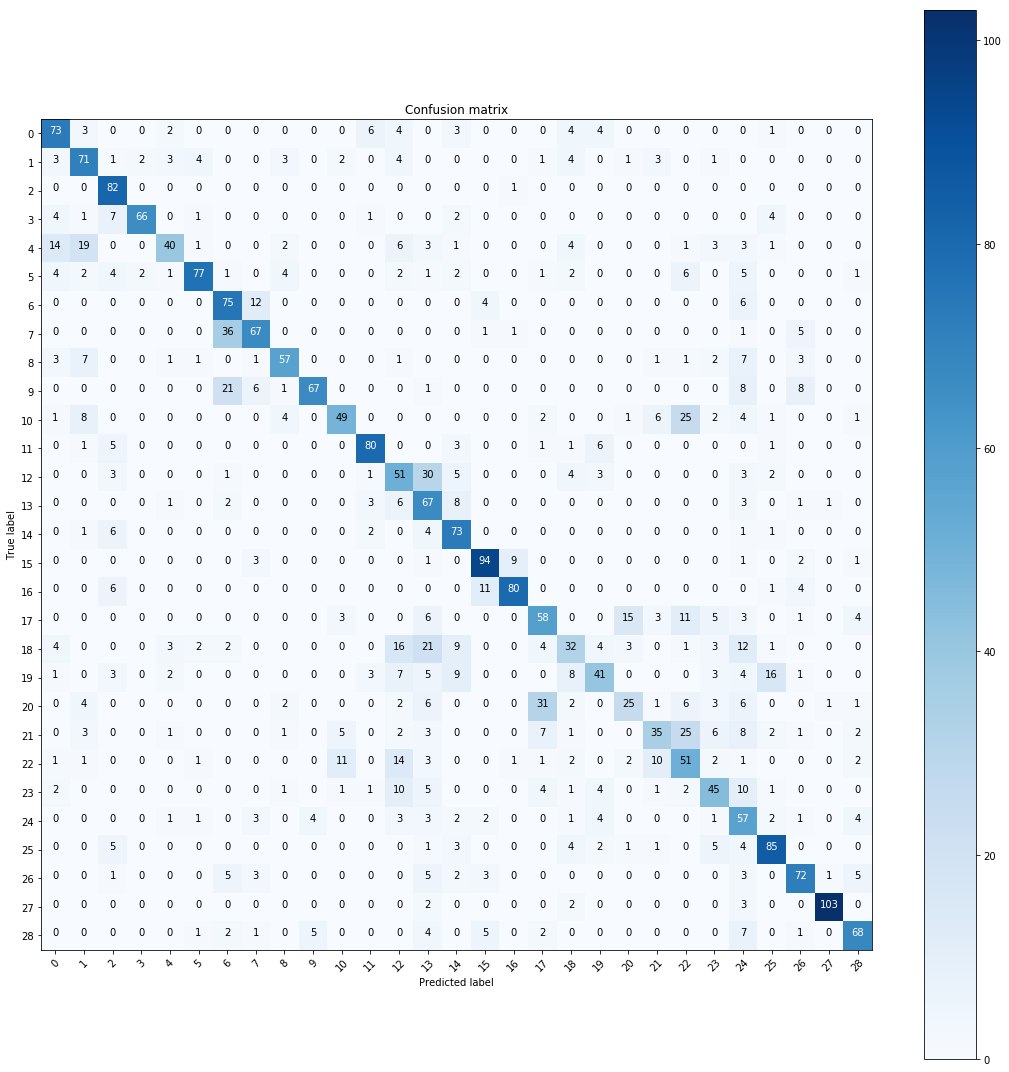 Confusion matrix
0 73 3 0 0 2 0 0 0 0 0 0 6 4 0 3 0 0 0 4 4 0 0 0 0 0 1 0 0 0
1 3 71 1 2 3 4 0 0 3 0 2 0 4 0 0 0 0 1 4 0 1 3 0 1 0 0 0 0 0
2 0 0 82 0 0 0 0 0 0 0 0 0 0 0 0 0 1 0 0 0 0 0 0 0 0 0 0 0 0
3 4 1 7 66 0 1 0 0 0 0 0 1 0 0 2 0 0 0 0 0 0 0 0 0 0 4 0 0 0
4 14 19 0 0 40 1 0 0 2 0 0 0 6 3 1 0 0 0 4 0 0 0 1 3 3 1 0 0 0
5 4 2 4 2 1 77 1 0 4 0 0 0 2 1 2 0 0 1 2 0 0 0 6 0 5 0 0 0 1
6 0 0 0 0 0 0 75 12 0 0 0 0 0 0 0 4 0 0 0 0 0 0 0 0 6 0 0 0 0
7 0 0 0 0 0 0 36 67 0 0 0 0 0 0 0 1 1 0 0 0 0 0 0 0 1 0 5 0 0
8 3 7 0 0 1 1 0 1 57 0 0 0 1 0 0 0 0 0 0 0 0 1 1 2 7 0 3 0 0
9 0 0 0 0 0 0 21 6 1 67 0 0 0 1 0 0 0 0 0 0 0 0 0 0 8 0 8 0 0
10 1 8 0 0 0 0 0 0 4 0 49 0 0 0 0 0 0 2 0 0 1 6 25 2 4 1 0 0 1
11 0 1 5 0 0 0 0 0 0 0 0 80 0 0 3 0 0 1 1 6 0 0 0 0 0 1 0 0 0
12 0 0 3 0 0 0 1 0 0 0 0 1 51 30 5 0 0 0 4 3 0 0 0 0 3 2 0 0 0
13 0 0 0 0 1 0 2 0 0 0 0 3 6 67 8 0 0 0 0 0 0 0 0 0 3 0 1 1 0
14 0 1 6 0 0 0 0 0 0 0 0 2 0 4 73 0 0 0 0 0 0 0 0 0 1 1 0 0 0
15 0 0 0 0 0 0 0 3 0 0 0 0 0 1 0 94 9 0 0 0 0 0 0 0 1 0 2 0 1
16 0 0 6 0 0 0 0 0 0 0 0 0 0 0 0 11 80 0 0 0 0 0 0 0 0 1 4 0 0
17 0 0 0 0 0 0 0 0 0 0 3 0 0 6 0 0 0 58 0 0 15 3 11 5 3 0 1 0 4
18 4 0 0 0 3 2 2 0 0 0 0 0 16 21 9 0 0 4 32 4 3 0 1 3 12 1 0 0 0
19 1 0 3 0 2 0 0 0 0 0 0 3 7 5 9 0 0 0 8 41 0 0 0 3 4 16 1 0 0
20 0 4 0 0 0 0 0 0 2 0 0 0 2 6 0 0 0 31 2 0 25 1 6 3 6 0 0 1 1
21 0 3 0 0 1 0 0 0 1 0 5 0 2 3 0 0 0 7 1 0 0 35 25 6 8 2 1 0 2
22 1 1 0 0 0 1 0 0 0 0 11 0 14 3 0 0 1 1 2 0 2 10 51 2 1 0 0 0 2
23 2 0 0 0 0 0 0 0 1 0 1 1 10 5 0 0 0 4 1 4 0 1 2 45 10 1 0 0 0
24 0 0 0 0 1 1 0 3 0 4 0 0 3 3 2 2 0 0 1 4 0 0 0 1 57 2 1 0 4
25 0 0 5 0 0 0 0 0 0 0 0 0 0 1 3 0 0 0 4 2 1 1 0 5 4 85 0 0 0
26 0 0 1 0 0 0 5 3 0 0 0 0 0 5 2 3 0 0 0 0 0 0 0 0 3 0 72 1 5
27 0 0 0 0 0 0 0 0 0 0 0 0 0 2 0 0 0 0 2 0 0 0 0 0 3 0 0 103 0
28 0 0 0 0 0 1 2 1 0 5 0 0 0 4 0 5 0 2 0 0 0 0 0 0 7 0 1 0 68
0 1 2 3 4 5 6 7 8 9 10 11 12 13 14 15 16 17 18 19 20 21 22 23 24 25 26 27 28
Predicted label
True label
100
80
60
40
20
0